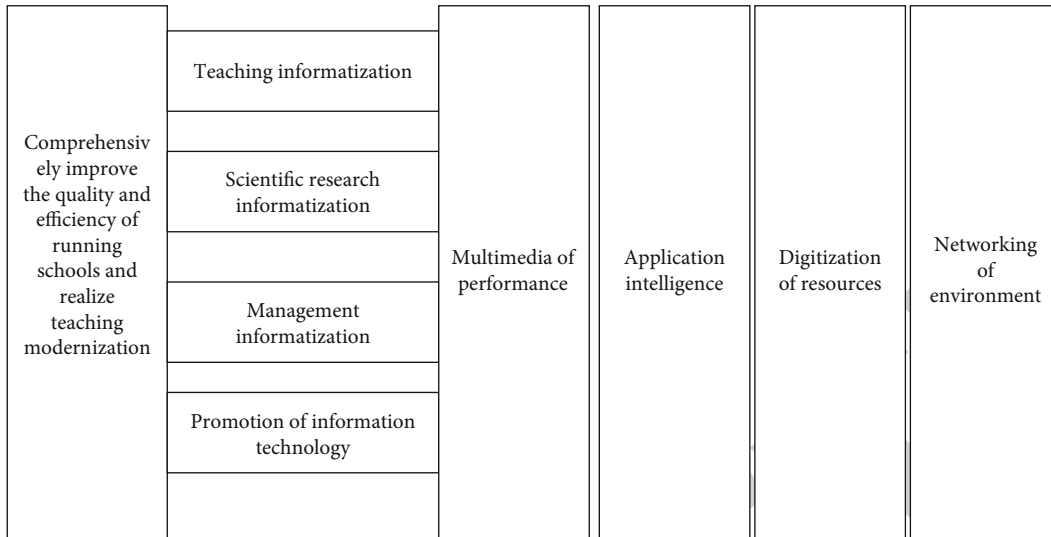 Comprehensiv
ely improve
the quality and
efficiency of
running
schools and
realize
teaching
modernization
Teaching informatization
Scientific research
informatization
Management
informatization
Promotion of information
technology
Multimedia of
performance
Application
intelligence
Digitization
of resources
Networking
of
environment